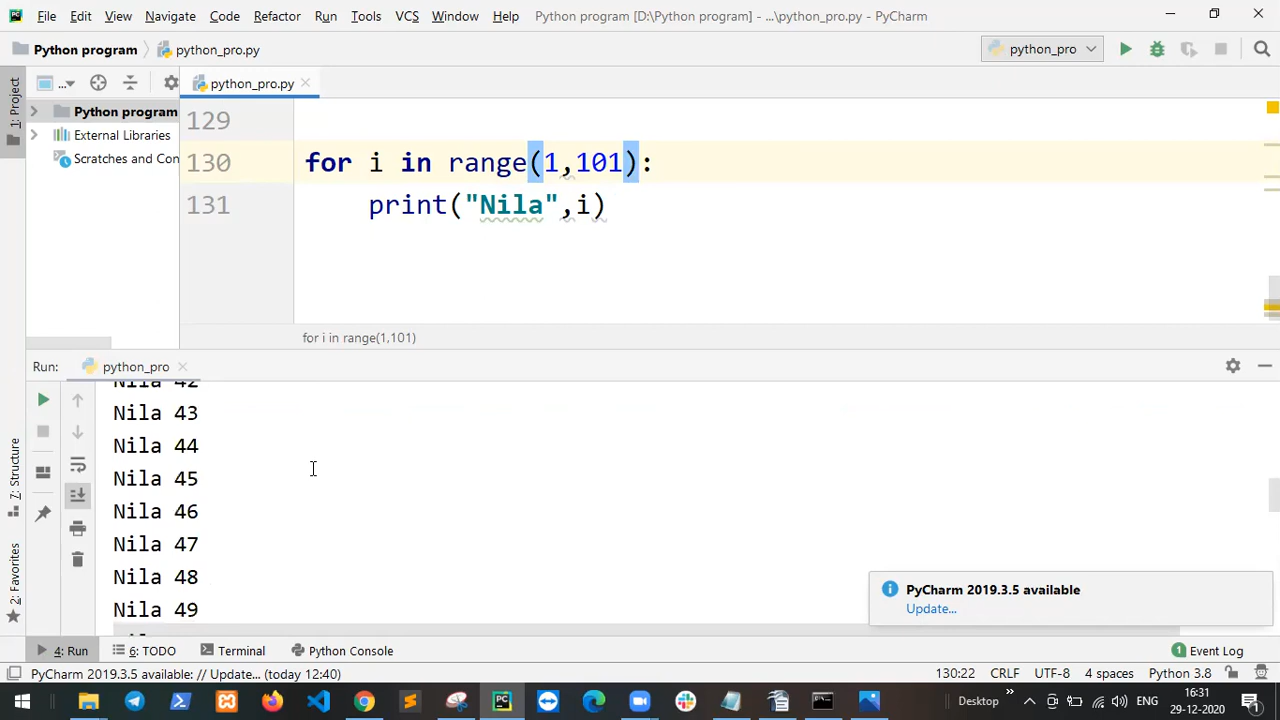 File Edit View Navigate Code Refactor Run Tools VCS Window Help Python program [D:\Python program] - ...\python_pro.py - PyCharm
Python program python_pro.py python_pro
1: Project
... python_pro.py
Python program
External Libraries
Scratches and Con
129
130 for i in range(1,101):
131 print("Nila",i)
for i in range(1,101)
Run: python_pro
Nila 42
Nila 43
Nila 44
Nila 45
Nila 46
Nila 47
Nila 48
Nila 49
Z: Structure
2: Favorites
PyCharm 2019.3.5 available
Update...
4: Run 6: TODO Terminal Python Console 1 Event Log
PyCharm 2019.3.5 available: // Update... (today 12:40) 130:22 CRLF UTF-8 4 spaces Python 3.8
Desktop » ENG 16:31
29-12-2020 1